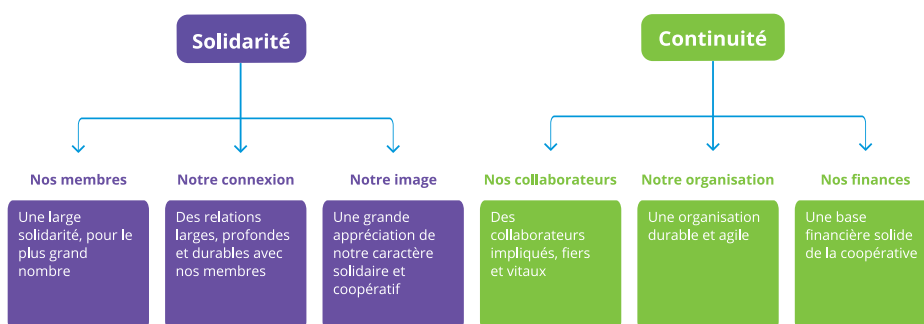 Solidarité
Continuité
Nos membres
Notre connexion
Notre image
Nos collaborateurs
Notre organisation
Nos finances
Une large
solidarité, pour le
plus grand
nombre
Des relations
larges, profondes
et durables avec
nos membres
Une grande
appréciation de
notre caractère
solidaire et
coopératif
Des
collaborateurs
impliqués, fiers
et vitaux
Une organisation
durable et agile
Une base
financière solide
de la coopérative